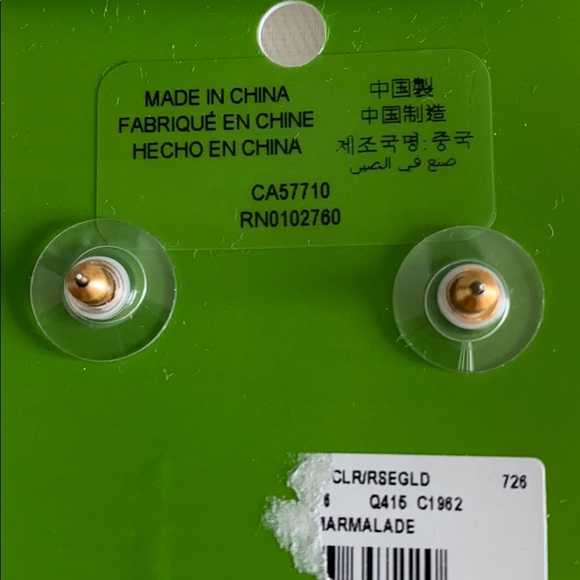 MADE IN CHINA
FABRIQUÉ EN CHINE
HECHO EN CHINA
中国製
中国制造
제조국명:중국
صنع في الصين
CA57710
RN0102760
CLR/RSEGLD 726
Q415 C1962